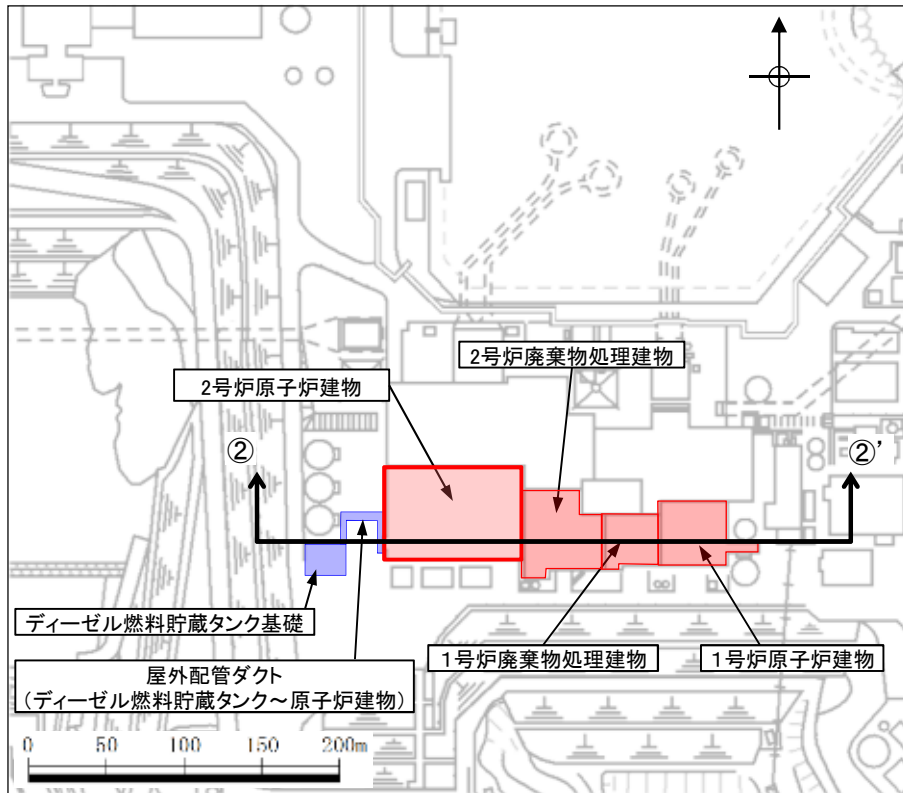 2号炉廃棄物処理建物
2号炉原子炉建物
②
②’
ディーゼル燃料貯蔵タンク基礎
屋外配管ダクト
(ディーゼル燃料貯蔵タンク~原子炉建物)
1号炉廃棄物処理建物
1号炉原子炉建物
0 50 100 150 200m